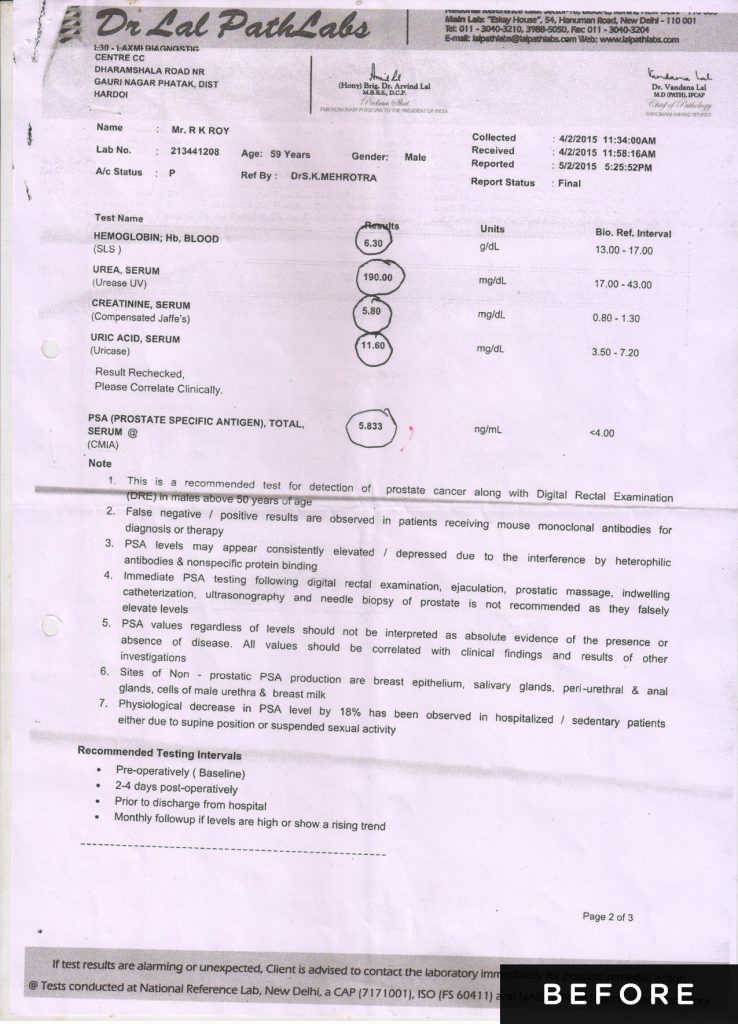 Dr Lal PathLabs
Main Lab: "Eskay House", 54, Hanuman Road, New Delhi - 110 001
Tel: 011 - 3040-3210, 3988-5050, Fax: 011 - 3040-3204
E-mail: lalpathlabs@lalpathlabs.com Web: www.lalpathlabs.com
L30 - LAXMI DIAGNOSTIC
CENTRE CC
DHARAMSHALA ROAD NR
GAURI NAGAR PHATAK, DIST
HARDOI
(Hony) Brig. Dr. Arvind Lal
M.B.B.S., D.C.P.
Padma Shri
Vandana Lal
Dr. Vandana Lal
M.D (PATH), IFCAP
Chief of Pathology
Name : Mr. R K ROY
Lab No. : 213441208 Age: 59 Years Gender: Male
A/c Status : P Ref By : DrS.K.MEHROTRA
Collected : 4/2/2015 11:34:00AM
Received : 4/2/2015 11:58:16AM
Reported : 5/2/2015 5:25:52PM
Report Status : Final
Test Name Results Units Bio. Ref. Interval
HEMOGLOBIN; Hb, BLOOD 6.30 g/dL 13.00 - 17.00
(SLS )
UREA, SERUM 190.00 mg/dL 17.00 - 43.00
(Urease UV)
CREATININE, SERUM 5.80 mg/dL 0.80 - 1.30
(Compensated Jaffe's)
URIC ACID, SERUM 11.60 mg/dL 3.50 - 7.20
(Uricase)
Result Rechecked,
Please Correlate Clinically.
PSA (PROSTATE SPECIFIC ANTIGEN), TOTAL, 5.833 ng/mL <4.00
SERUM @
(CMIA)
Note
1. This is a recommended test for detection of prostate cancer along with Digital Rectal Examination
(DRE) in males above 50 years of age
2. False negative / positive results are observed in patients receiving mouse monoclonal antibodies for
diagnosis or therapy
3. PSA levels may appear consistently elevated / depressed due to the interference by heterophilic
antibodies & nonspecific protein binding
4. Immediate PSA testing following digital rectal examination, ejaculation, prostatic massage, indwelling
catheterization, ultrasonography and needle biopsy of prostate is not recommended as they falsely
elevate levels
5. PSA values regardless of levels should not be interpreted as absolute evidence of the presence or
absence of disease. All values should be correlated with clinical findings and results of other
investigations
6. Sites of Non - prostatic PSA production are breast epithelium, salivary glands, peri-urethral & anal
glands, cells of male urethra & breast milk
7. Physiological decrease in PSA level by 18% has been observed in hospitalized / sedentary patients
either due to supine position or suspended sexual activity
Recommended Testing Intervals
• Pre-operatively ( Baseline)
• 2-4 days post-operatively
• Prior to discharge from hospital
• Monthly followup if levels are high or show a rising trend
Page 2 of 3
If test results are alarming or unexpected, Client is advised to contact the laboratory
@ Tests conducted at National Reference Lab, New Delhi, a CAP (7171001), ISO (FS 60411)
BEFORE